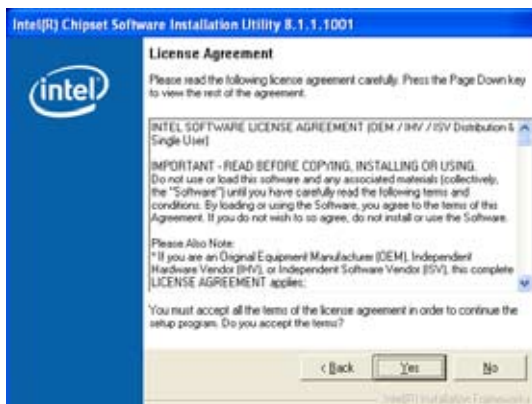 Intel(R) Chipset Software Installation Utility 8.1.1.1001
intel
License Agreement
Please read the following license agreement carefully. Press the Page Down key
to view the rest of the agreement.
INTEL SOFTWARE LICENSE AGREEMENT (OEM / IHV / ISV Distribution &
Single User)
IMPORTANT - READ BEFORE COPYING, INSTALLING OR USING.
Do not use or load this software and any associated materials (collectively,
the "Software") until you have carefully read the following terms and
conditions. By loading or using the Software, you agree to the terms of this
Agreement. If you do not wish to so agree, do not install or use the Software.
Please Also Note:
* If you are an Original Equipment Manufacturer (OEM), Independent
Hardware Vendor (IHV), or Independent Software Vendor (ISV), this complete
LICENSE AGREEMENT applies;
You must accept all the terms of the license agreement in order to continue the
setup program. Do you accept the terms?
< Back
Yes
No
Intel(R) Installation Framework